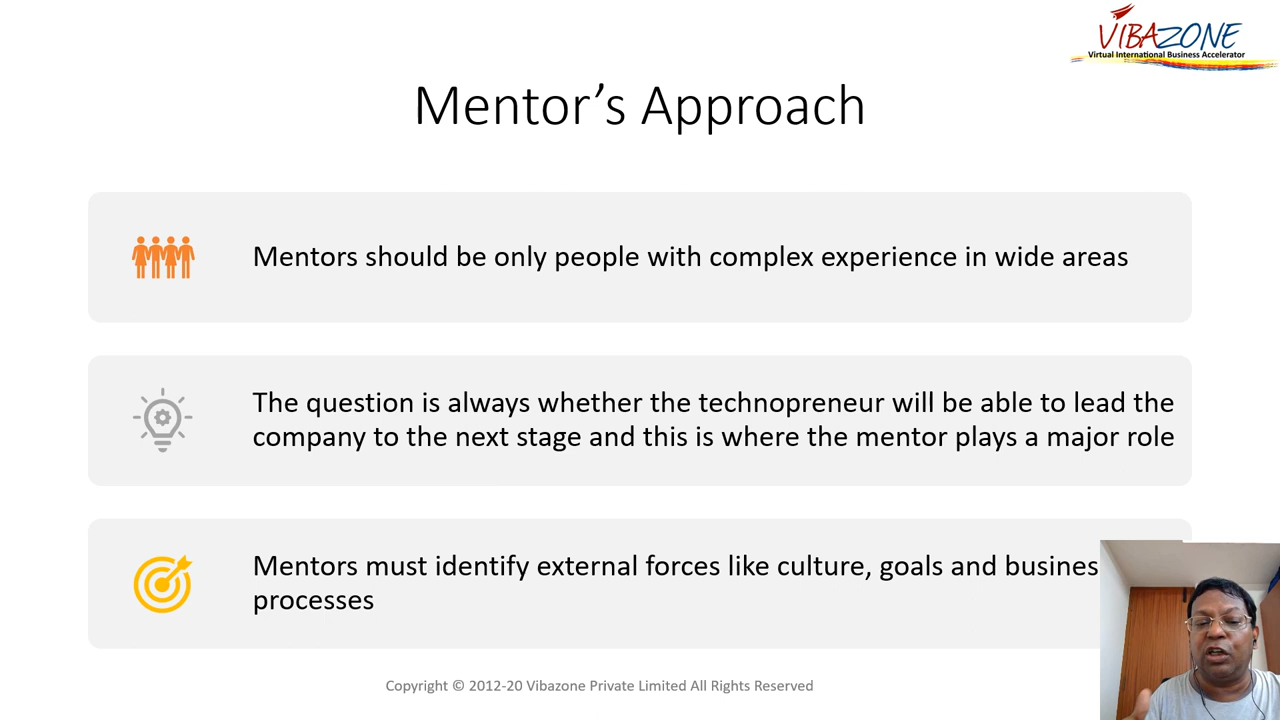 VIBAZONE
Virtual International Business Accelerator
Mentor’s Approach
Mentors should be only people with complex experience in wide areas
The question is always whether the technopreneur will be able to lead the
company to the next stage and this is where the mentor plays a major role
Mentors must identify external forces like culture, goals and busines
processes
Copyright © 2012-20 Vibazone Private Limited All Rights Reserved